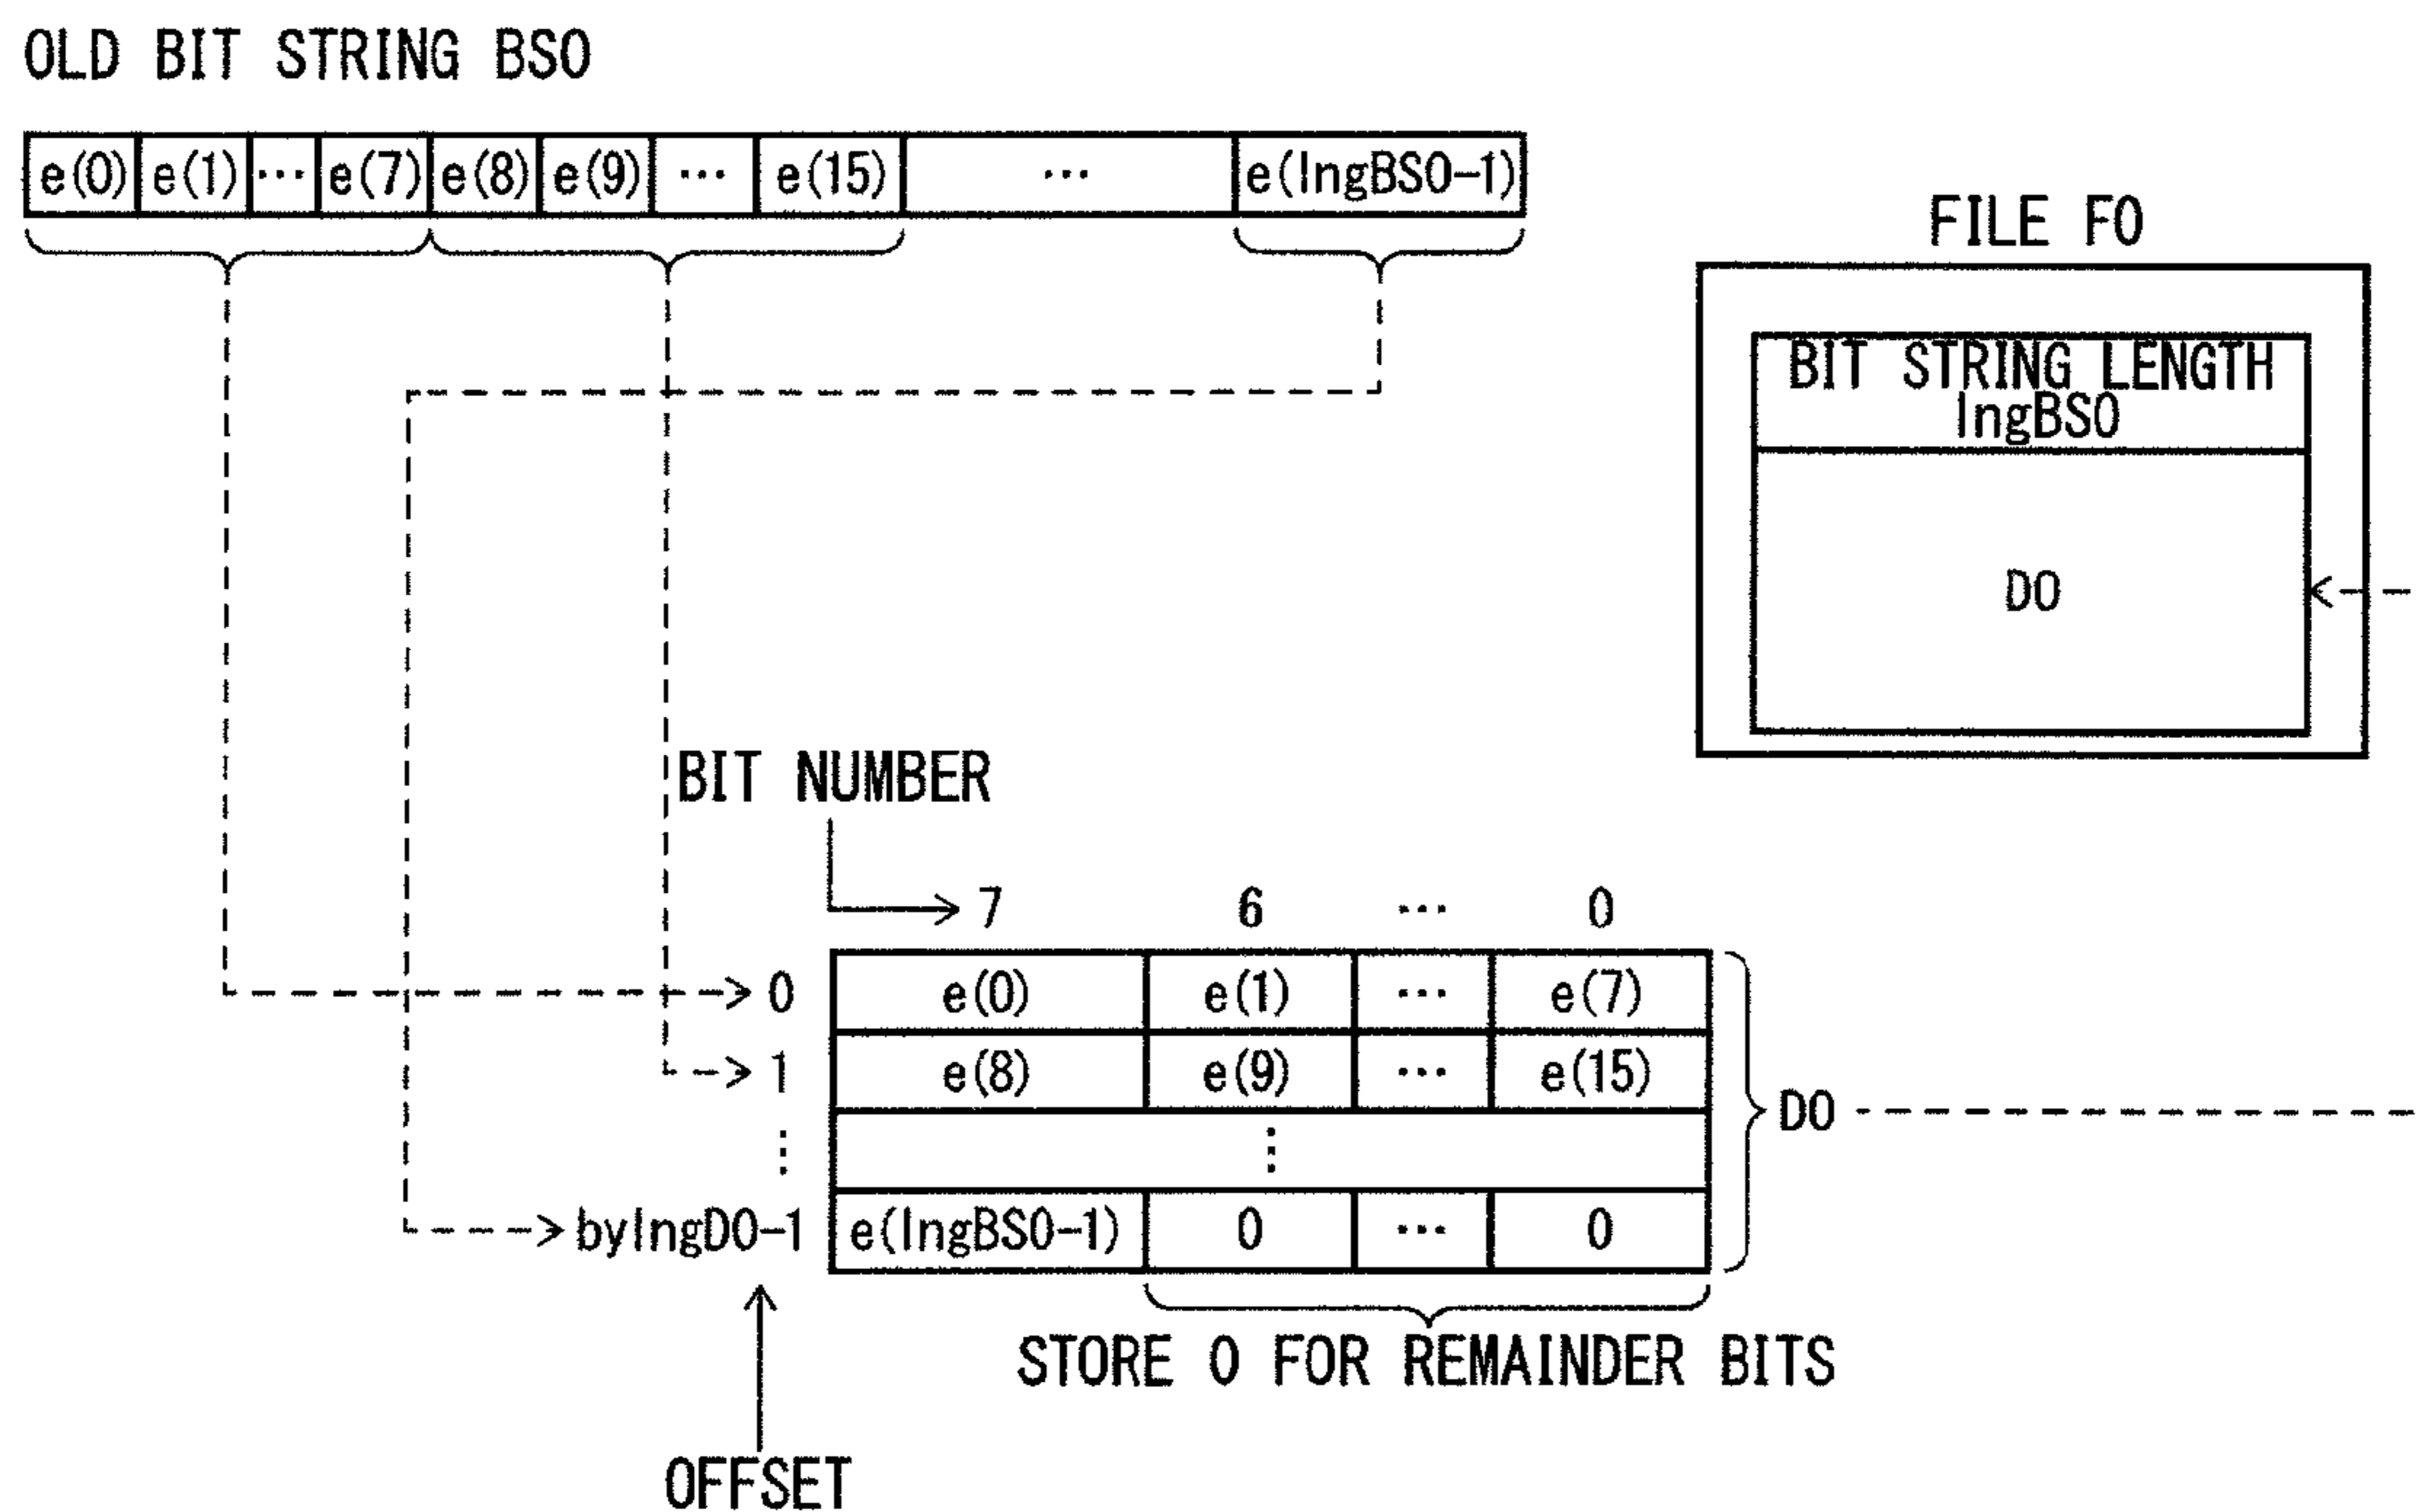 OLD BIT STRING BS0
e(0) e(1) ... e(7) e(8) e(9) ... e(15) ... e(lngBS0-1)
FILE F0
BIT STRING LENGTH
lngBS0
D0
BIT NUMBER
7 6 ... 0
0 e(0) e(1) ... e(7)
1 e(8) e(9) ... e(15)
D0
⋮ ⋮
bylngD0-1 e(lngBS0-1) 0 ... 0
STORE 0 FOR REMAINDER BITS
OFFSET